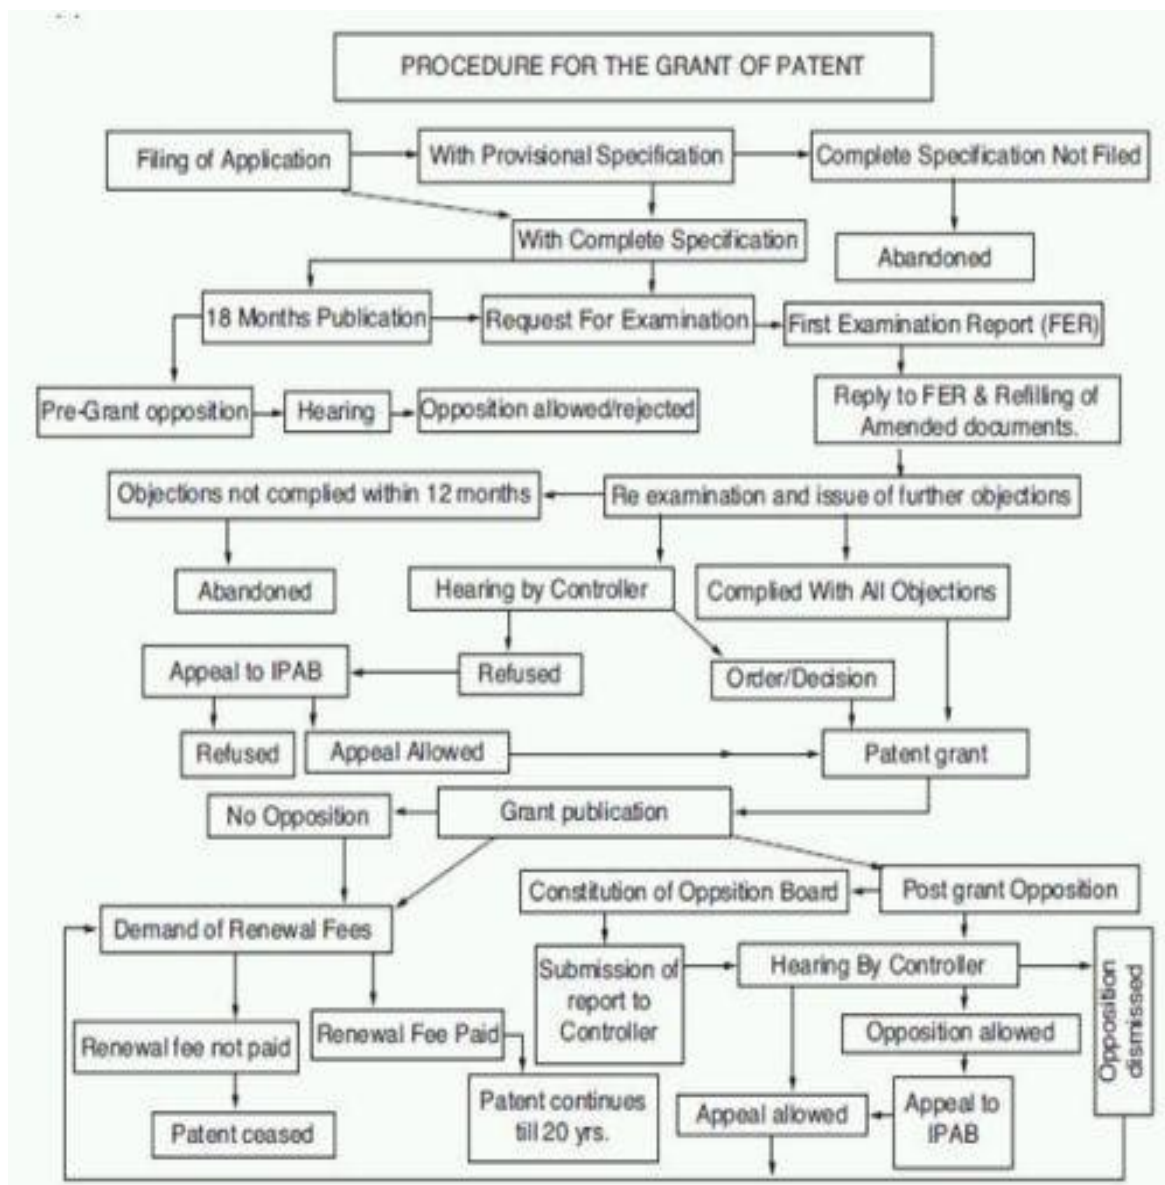 PROCEDURE FOR THE GRANT OF PATENT
Filing of Application
With Provisional Specification
Complete Specification Not Filed
With Complete Specification
Abandoned
18 Months Publication
Request For Examination
First Examination Report (FER)
Pre-Grant opposition
Hearing
Opposition allowed/rejected
Reply to FER & Refilling of
Amended documents.
Objections not complied within 12 months
Re examination and issue of further objections
Abandoned
Hearing by Controller
Complied With All Objections
Appeal to IPAB
Refused
Order/Decision
Refused
Appeal Allowed
Patent grant
No Opposition
Grant publication
Constitution of Oppsition Board
Post grant Opposition
Demand of Renewal Fees
Submission of
report to
Controller
Hearing By Controller
Opposition
dismissed
Renewal fee not paid
Renewal Fee Paid
Opposition allowed
Patent ceased
Patent continues
till 20 yrs.
Appeal allowed
Appeal to
IPAB